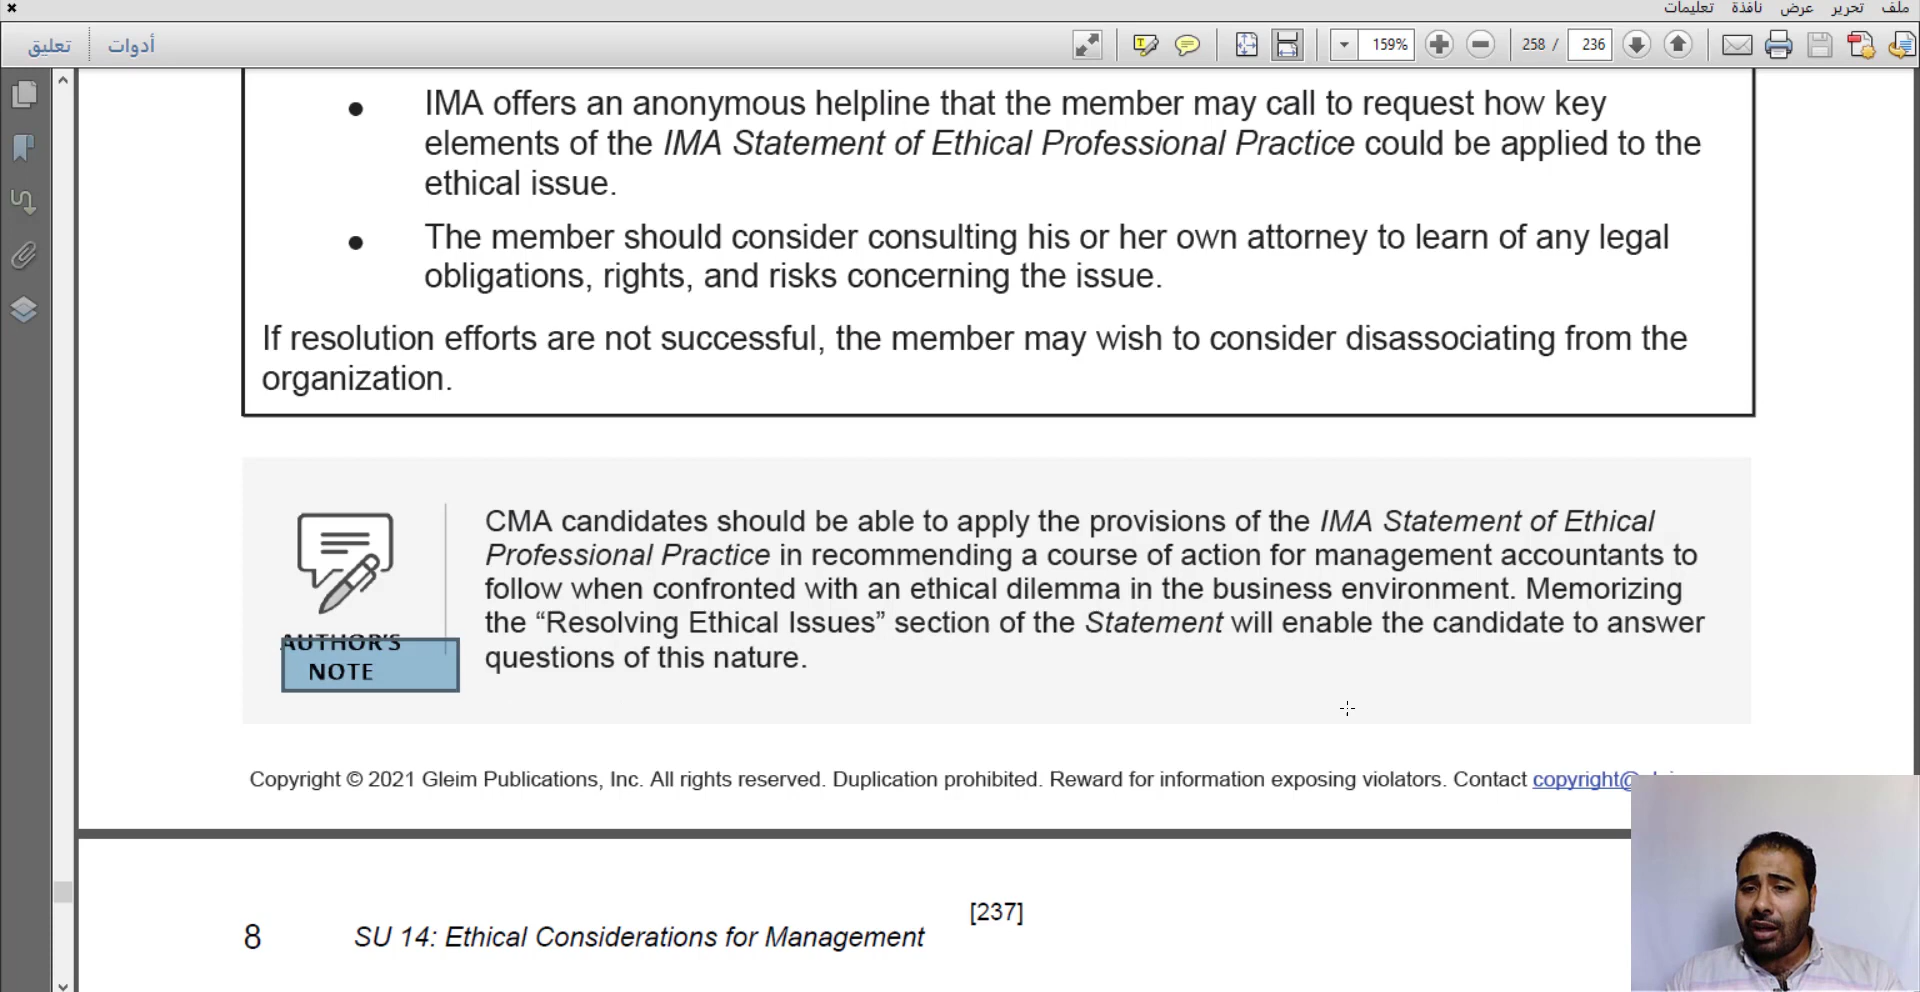 ملف تحرير عرض نافذة تعليمات
تعليق أدوات 159% 258 / 236
IMA offers an anonymous helpline that the member may call to request how key
elements of the IMA Statement of Ethical Professional Practice could be applied to the
ethical issue.
The member should consider consulting his or her own attorney to learn of any legal
obligations, rights, and risks concerning the issue.
If resolution efforts are not successful, the member may wish to consider disassociating from the
organization.
CMA candidates should be able to apply the provisions of the IMA Statement of Ethical
Professional Practice in recommending a course of action for management accountants to
follow when confronted with an ethical dilemma in the business environment. Memorizing
the “Resolving Ethical Issues” section of the Statement will enable the candidate to answer
questions of this nature.
AUTHOR'S
NOTE
Copyright © 2021 Gleim Publications, Inc. All rights reserved. Duplication prohibited. Reward for information exposing violators. Contact copyright@
[237]
8 SU 14: Ethical Considerations for Management